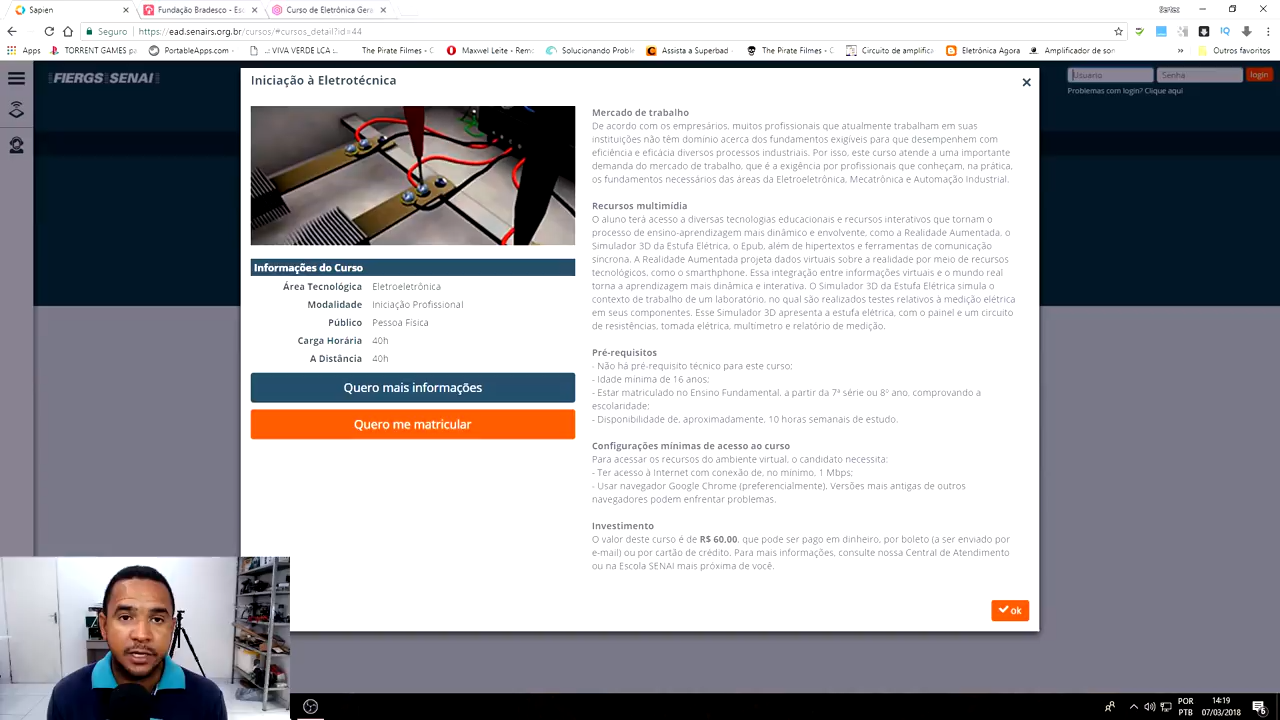 Sapien
Fundação Bradesco - Esc
Curso de Eletrônica Gera
Seguro
https://ead.senairs.org.br/cursos/#cursos_detail?id=44
Apps
TORRENT GAMES pa
PortableApps.com - C
.::VIVA VERDE LCA ..
The Pirate Filmes - C
Maxwel Leite - Remo
Solucionando Proble
Assista a Superbad -
The Pirate Filmes - C
Circuito de amplifica
Eletrônica Agora
Amplificador de som
»
Outros favoritos
FIERGS SENAI
Usuario
Senha
login
Problemas com login? Clique aqui
Iniciação à Eletrotécnica
Informações do Curso
Área Tecnológica Eletroeletrônica
Modalidade Iniciação Profissional
Público Pessoa Física
Carga Horária 40h
A Distância 40h
Quero mais informações
Quero me matricular
Mercado de trabalho
De acordo com os empresários, muitos profissionais que atualmente trabalham em suas
instituições não têm domínio acerca dos fundamentos exigíveis para que desempenhem com
eficiência e eficácia diversos processos industriais. Por isso, este curso atende a uma importante
demanda do mercado de trabalho, que é a exigência por profissionais que conheçam, na prática,
os fundamentos necessários das áreas da Eletroeletrônica, Mecatrônica e Automação Industrial.
Recursos multimídia
O aluno terá acesso a diversas tecnologias educacionais e recursos interativos que tornam o
processo de ensino-aprendizagem mais dinâmico e envolvente, como a Realidade Aumentada, o
Simulador 3D da Estufa Elétrica, o Epub, além de hipertextos e ferramentas de comunicação
síncrona. A Realidade Aumentada projeta dados virtuais sobre a realidade por meio de recursos
tecnológicos, como o smarthphone. Essa integração entre informações virtuais e o mundo real
torna a aprendizagem mais dinâmica e interativa. O Simulador 3D da Estufa Elétrica simula o
contexto de trabalho de um laboratório, no qual são realizados testes relativos à medição elétrica
em seus componentes. Esse Simulador 3D apresenta a estufa elétrica, com o painel e um circuito
de resistências, tomada elétrica, multímetro e relatório de medição.
Pré-requisitos
- Não há pré-requisito técnico para este curso;
- Idade mínima de 16 anos;
- Estar matriculado no Ensino Fundamental, a partir da 7ª série ou 8º ano, comprovando a
escolaridade;
- Disponibilidade de, aproximadamente, 10 horas semanais de estudo.
Configurações mínimas de acesso ao curso
Para acessar os recursos do ambiente virtual, o candidato necessita:
- Ter acesso à Internet com conexão de, no mínimo, 1 Mbps;
- Usar navegador Google Chrome (preferencialmente). Versões mais antigas de outros
navegadores podem enfrentar problemas.
Investimento
O valor deste curso é de R$ 60,00, que pode ser pago em dinheiro, por boleto (a ser enviado por
e-mail) ou por cartão de crédito. Para mais informações, consulte nossa Central de Atendimento
ou na Escola SENAI mais próxima de você.
ok
POR
PTB
14:19
07/03/2018
6